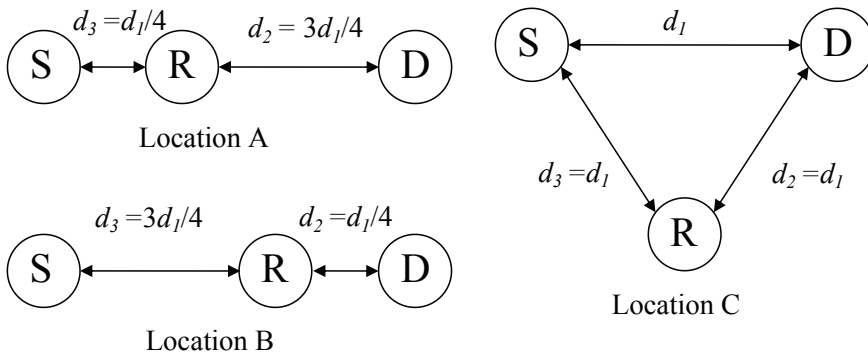 d₃ =d₁/4 d₂ = 3d₁/4
S R D
Location A
d₃ =3d₁/4 d₂ =d₁/4
S R D
Location B
S d₁ D
d₃ =d₁ d₂ =d₁
R
Location C